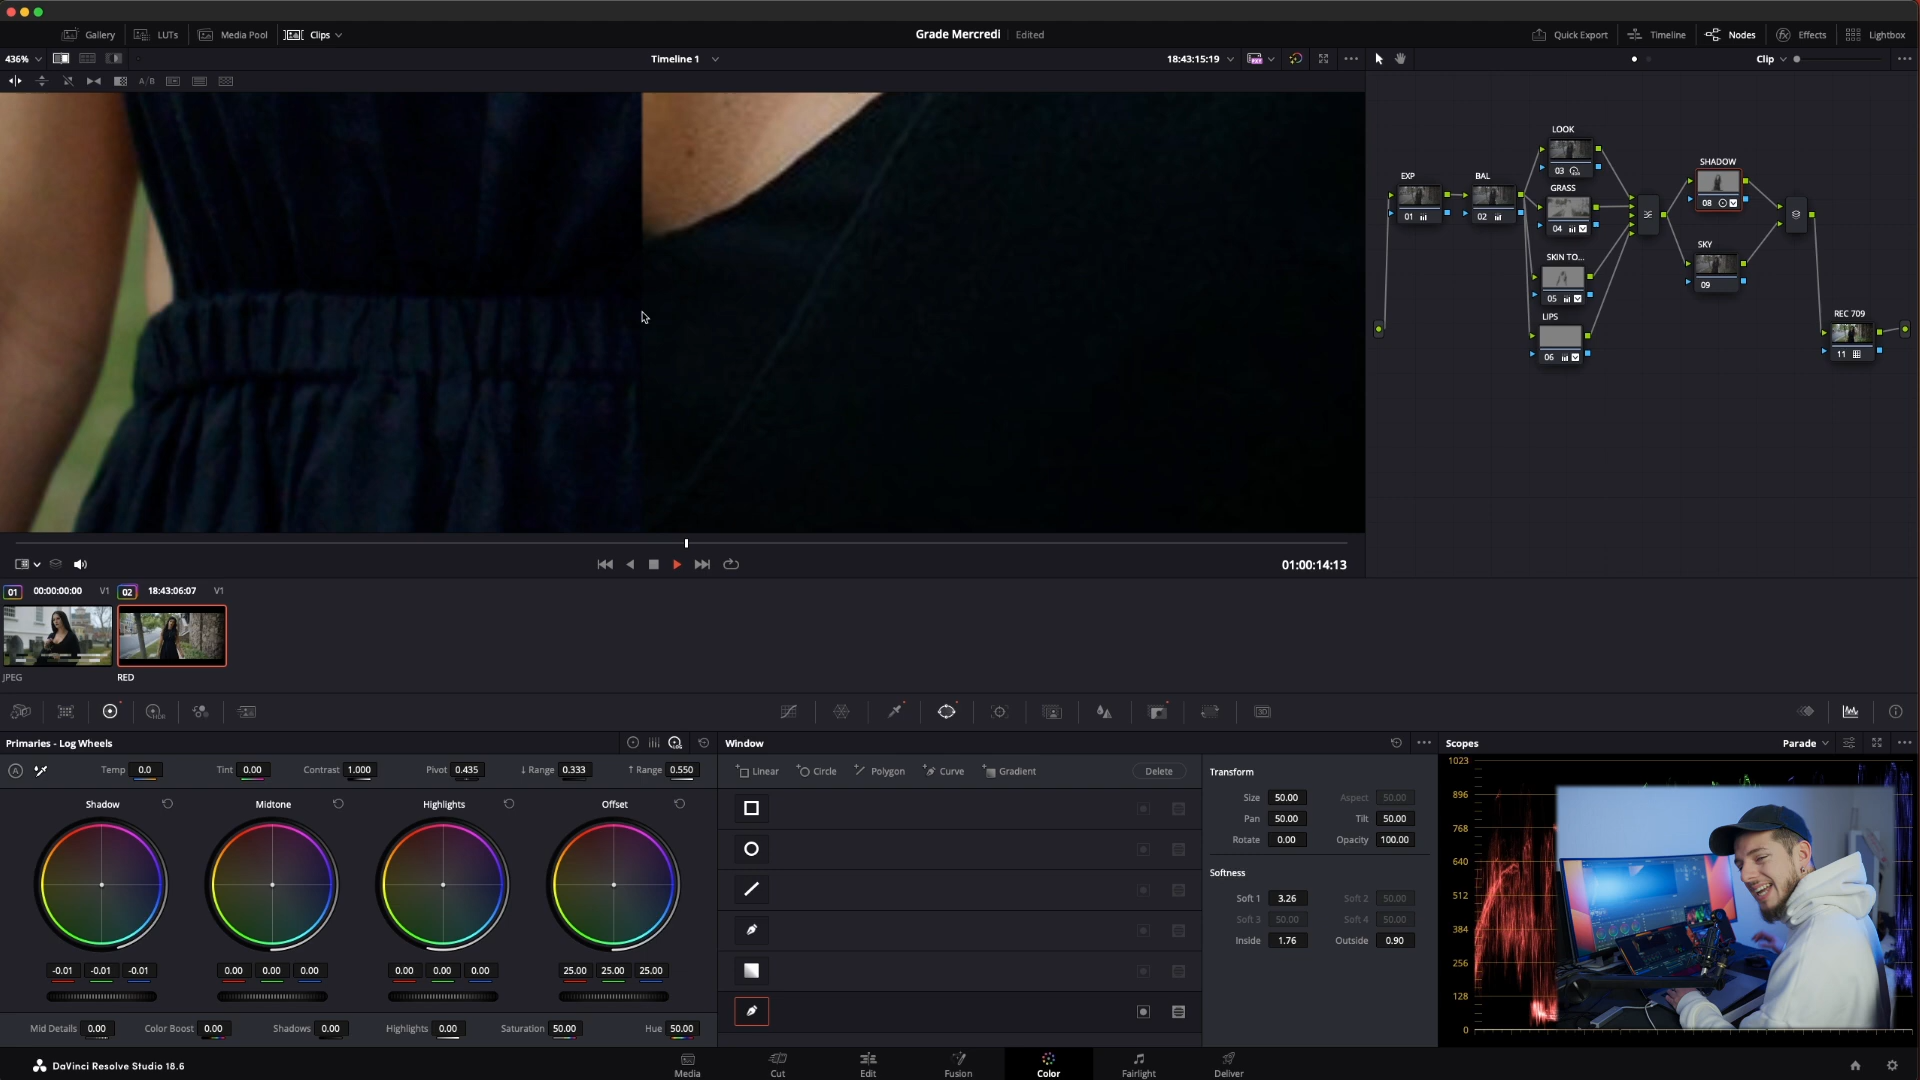 Gallery LUTs Media Pool Clips Grade Mercredi Edited Quick Export Timeline Nodes Effects Lightbox
436% Timeline 1 18:43:15:19 Clip
A/B
LOOK
03
EXP
01
BAL
02
GRASS
04
SKIN TO...
05
LIPS
06
SHADOW
08
SKY
09
REC 709
11
01:00:14:13
01 00:00:00:00 V1 02 18:43:06:07 V1
JPEG RED
Primaries - Log Wheels Window Scopes Parade
A Temp 0.0 Tint 0.00 Contrast 1.000 Pivot 0.435 ↓ Range 0.333 ↑ Range 0.550
Linear Circle Polygon Curve Gradient Delete
Shadow Midtone Highlights Offset
-0.01 -0.01 -0.01 0.00 0.00 0.00 0.00 0.00 0.00 25.00 25.00 25.00
Mid Details 0.00 Color Boost 0.00 Shadows 0.00 Highlights 0.00 Saturation 50.00 Hue 50.00
Transform
Size 50.00 Aspect 50.00
Pan 50.00 Tilt 50.00
Rotate 0.00 Opacity 100.00
Softness
Soft 1 3.26 Soft 2 50.00
Soft 3 50.00 Soft 4 50.00
Inside 1.76 Outside 0.90
1023
896
768
640
512
384
256
128
0
DaVinci Resolve Studio 18.6
Media Cut Edit Fusion Color Fairlight Deliver